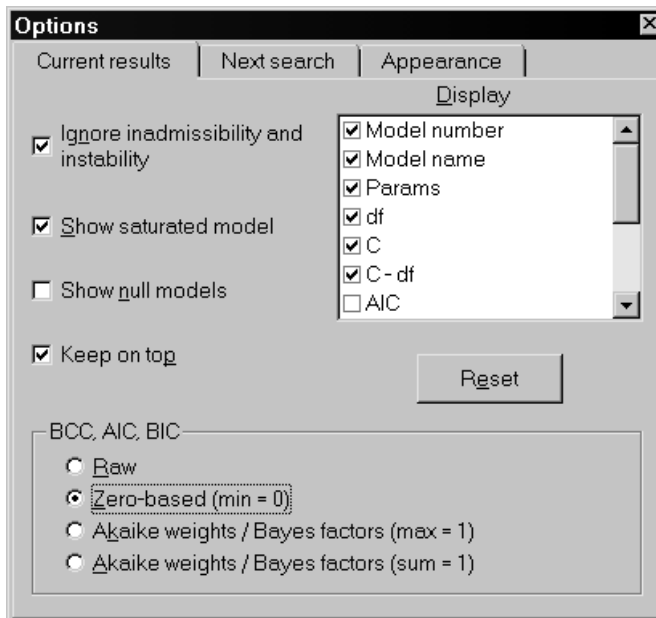 Options
Current results
Next search
Appearance
Display
Ignore inadmissibility and
instability
Show saturated model
Show null models
Keep on top
Model number
Model name
Params
df
C
C - df
AIC
Reset
BCC, AIC, BIC
Raw
Zero-based (min = 0)
Akaike weights / Bayes factors (max = 1)
Akaike weights / Bayes factors (sum = 1)